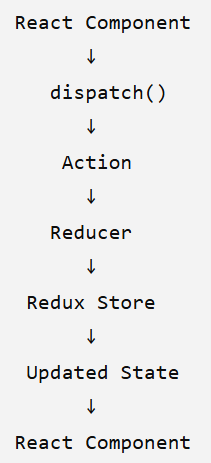 React Component
↓
dispatch()
↓
Action
↓
Reducer
↓
Redux Store
↓
Updated State
↓
React Component